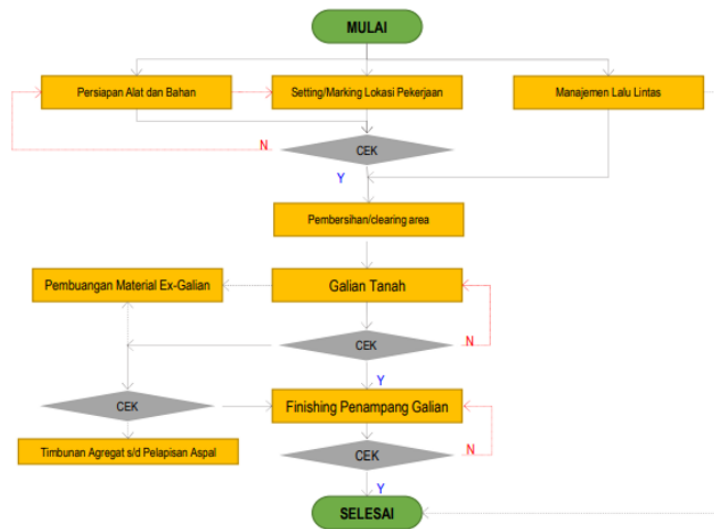 MULAI
Persiapan Alat dan Bahan
Setting/Marking Lokasi Pekerjaan
Manajemen Lalu Lintas
N
CEK
Y
Pembersihan/clearing area
Pembuangan Material Ex-Galian
Galian Tanah
CEK
N
Y
CEK
Finishing Penampang Galian
Timbunan Agregat s/d Pelapisan Aspal
CEK
N
Y
SELESAI